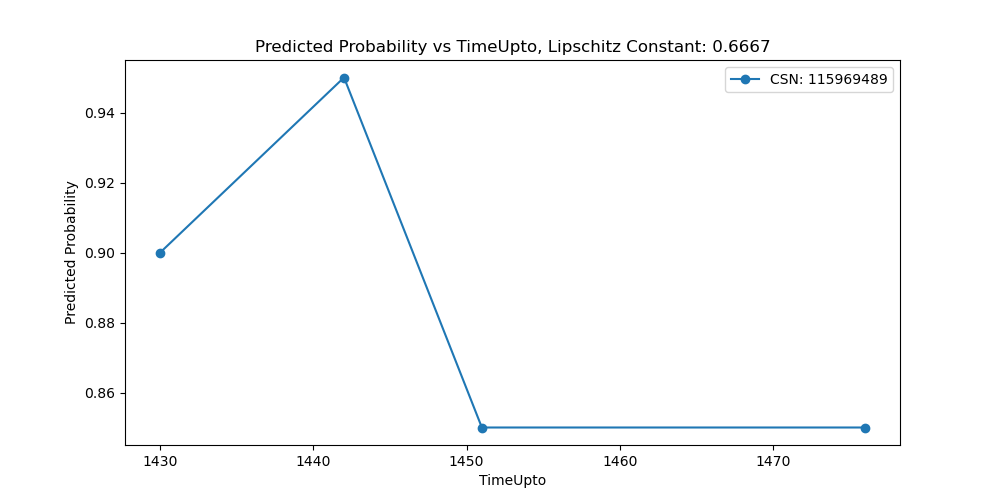 Predicted Probability vs TimeUpto, Lipschitz Constant: 0.6667
CSN: 115969489
Predicted Probability
0.94
0.92
0.90
0.88
0.86
1430 1440 1450 1460 1470
TimeUpto